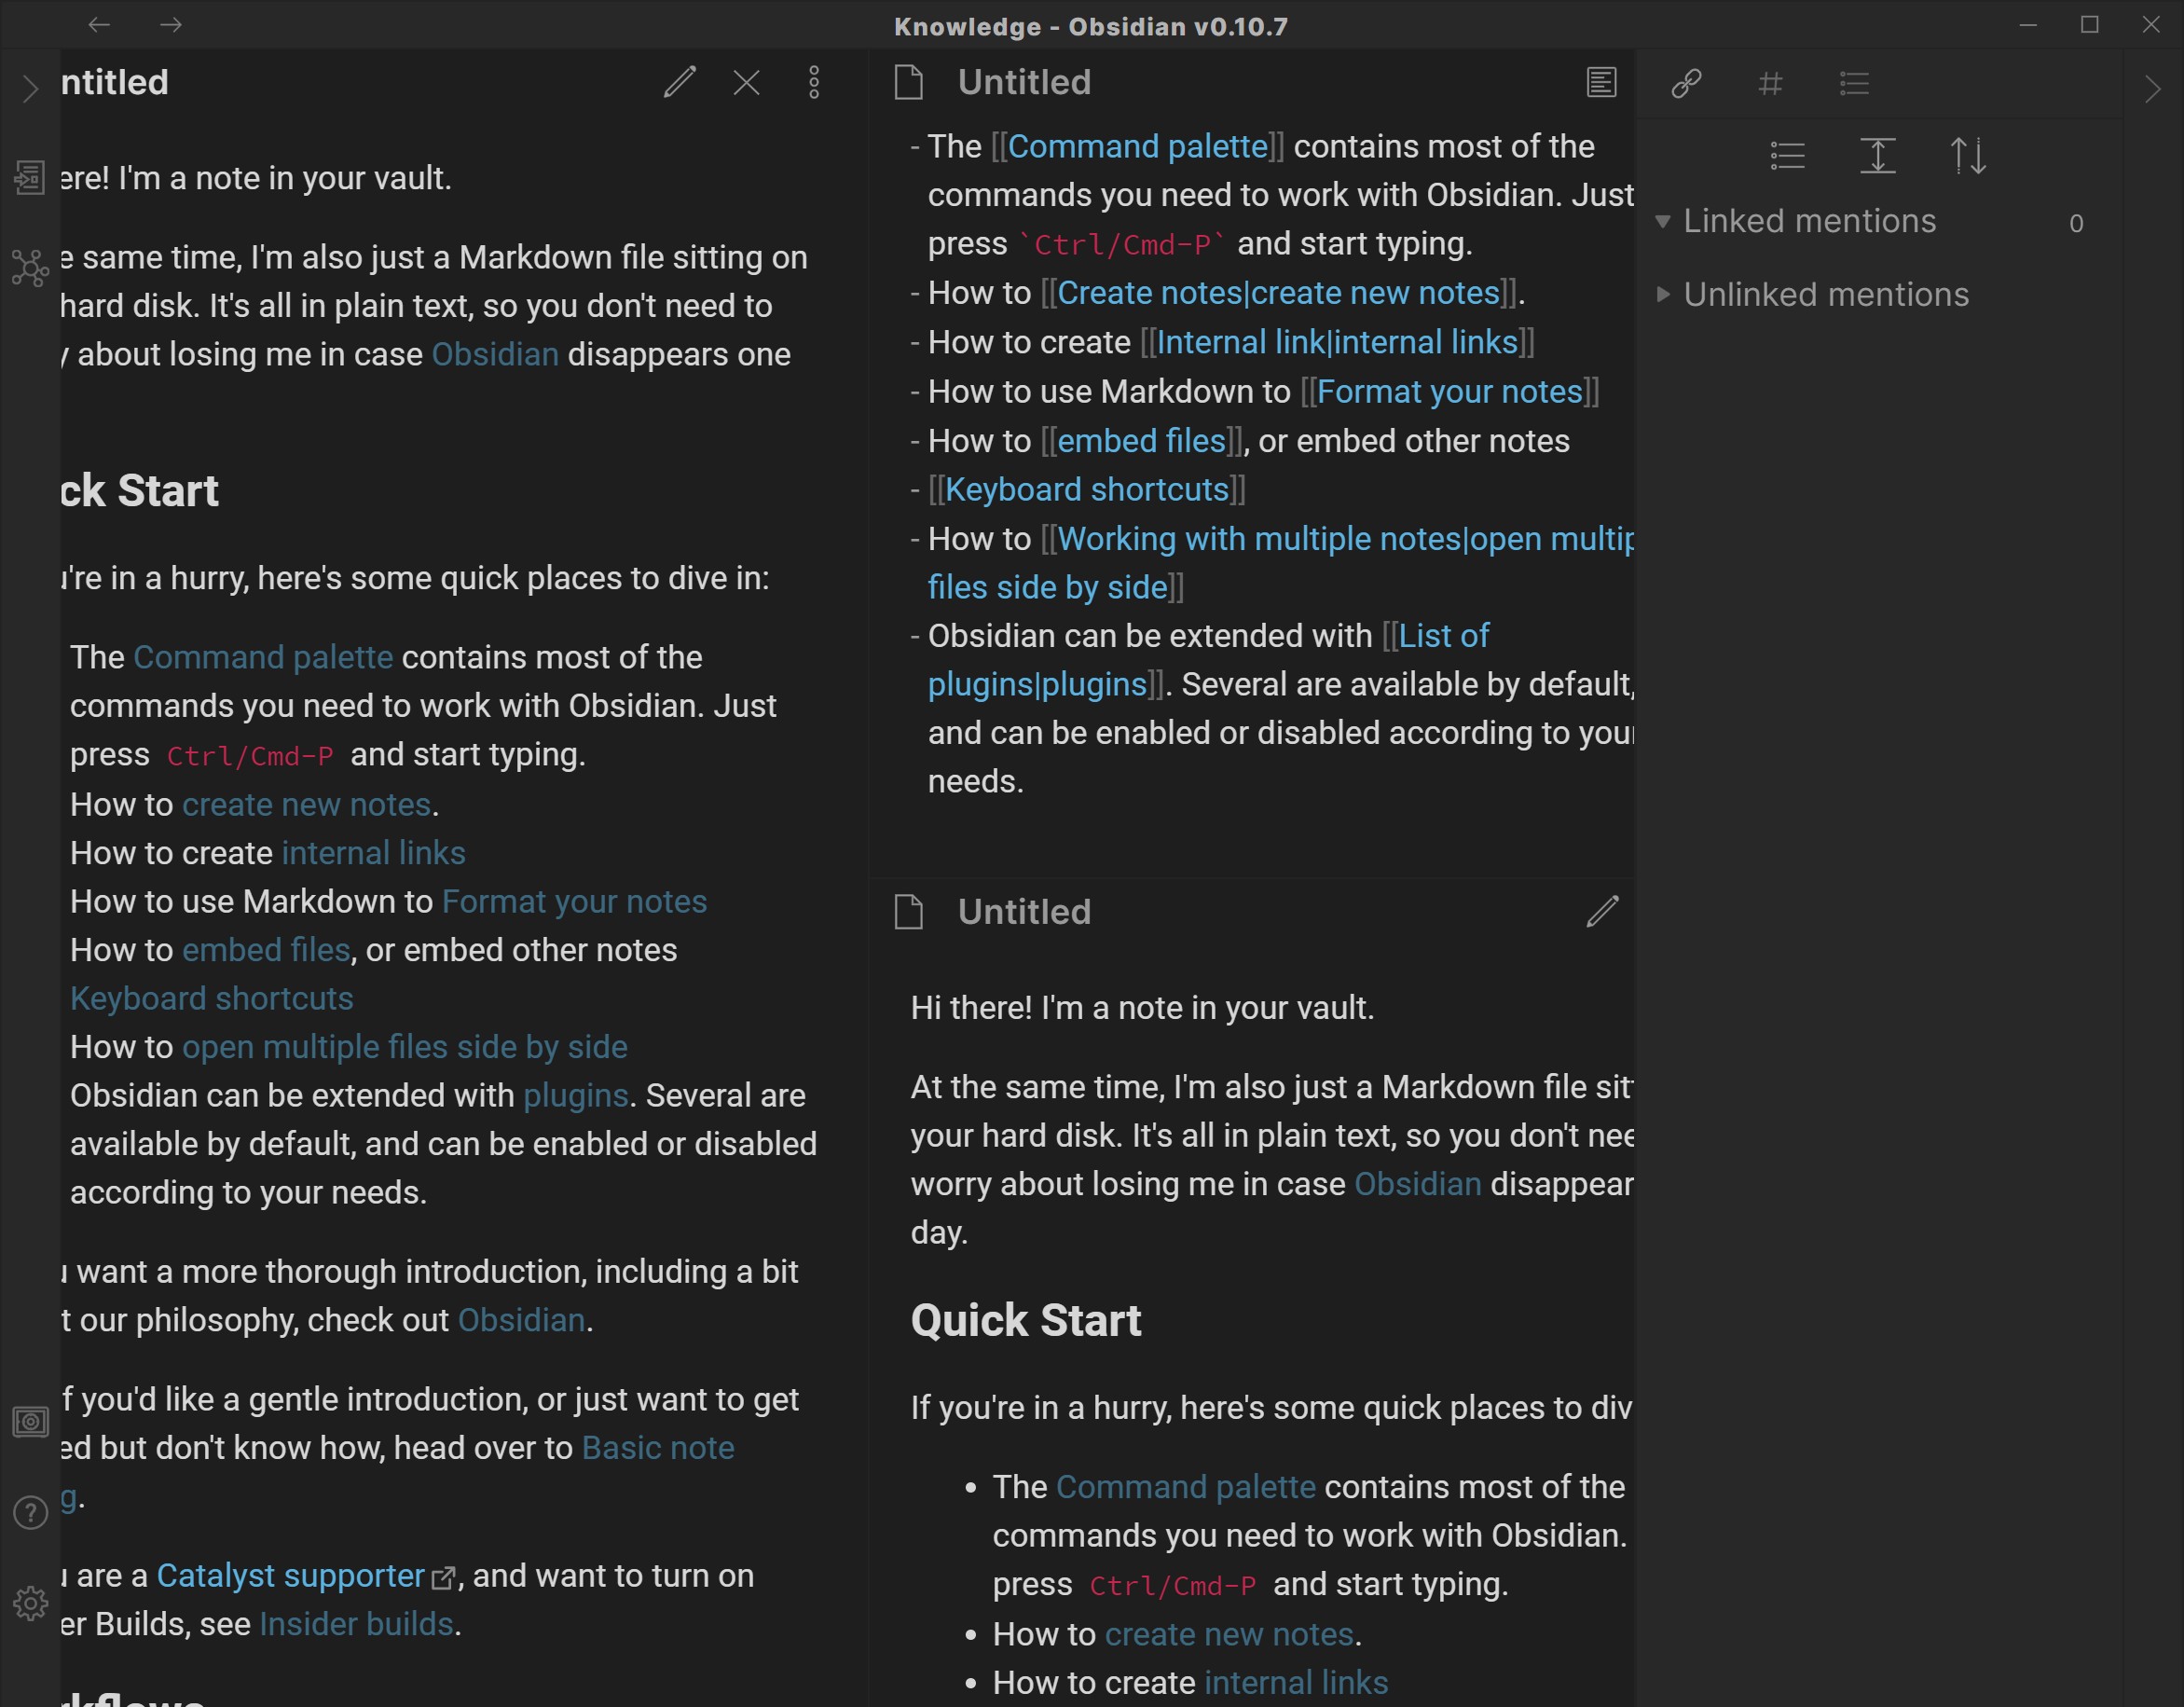 Knowledge - Obsidian v0.10.7
ntitled
ere! I'm a note in your vault.
e same time, I'm also just a Markdown file sitting on
hard disk. It's all in plain text, so you don't need to
y about losing me in case Obsidian disappears one
ck Start
u're in a hurry, here's some quick places to dive in:
The Command palette contains most of the
commands you need to work with Obsidian. Just
press Ctrl/Cmd-P and start typing.
How to create new notes.
How to create internal links
How to use Markdown to Format your notes
How to embed files, or embed other notes
Keyboard shortcuts
How to open multiple files side by side
Obsidian can be extended with plugins. Several are
available by default, and can be enabled or disabled
according to your needs.
u want a more thorough introduction, including a bit
t our philosophy, check out Obsidian.
f you'd like a gentle introduction, or just want to get
ed but don't know how, head over to Basic note
g.
u are a Catalyst supporter, and want to turn on
er Builds, see Insider builds.
rkflows
Untitled
- The [[Command palette]] contains most of the
commands you need to work with Obsidian. Just
press `Ctrl/Cmd-P` and start typing.
- How to [[Create notes|create new notes]].
- How to create [[Internal link|internal links]]
- How to use Markdown to [[Format your notes]]
- How to [[embed files]], or embed other notes
- [[Keyboard shortcuts]]
- How to [[Working with multiple notes|open multip
files side by side]]
- Obsidian can be extended with [[List of
plugins|plugins]]. Several are available by default,
and can be enabled or disabled according to your
needs.
Untitled
Hi there! I'm a note in your vault.
At the same time, I'm also just a Markdown file sit
your hard disk. It's all in plain text, so you don't nee
worry about losing me in case Obsidian disappear
day.
Quick Start
If you're in a hurry, here's some quick places to div
• The Command palette contains most of the
commands you need to work with Obsidian.
press Ctrl/Cmd-P and start typing.
• How to create new notes.
• How to create internal links
Linked mentions 0
Unlinked mentions